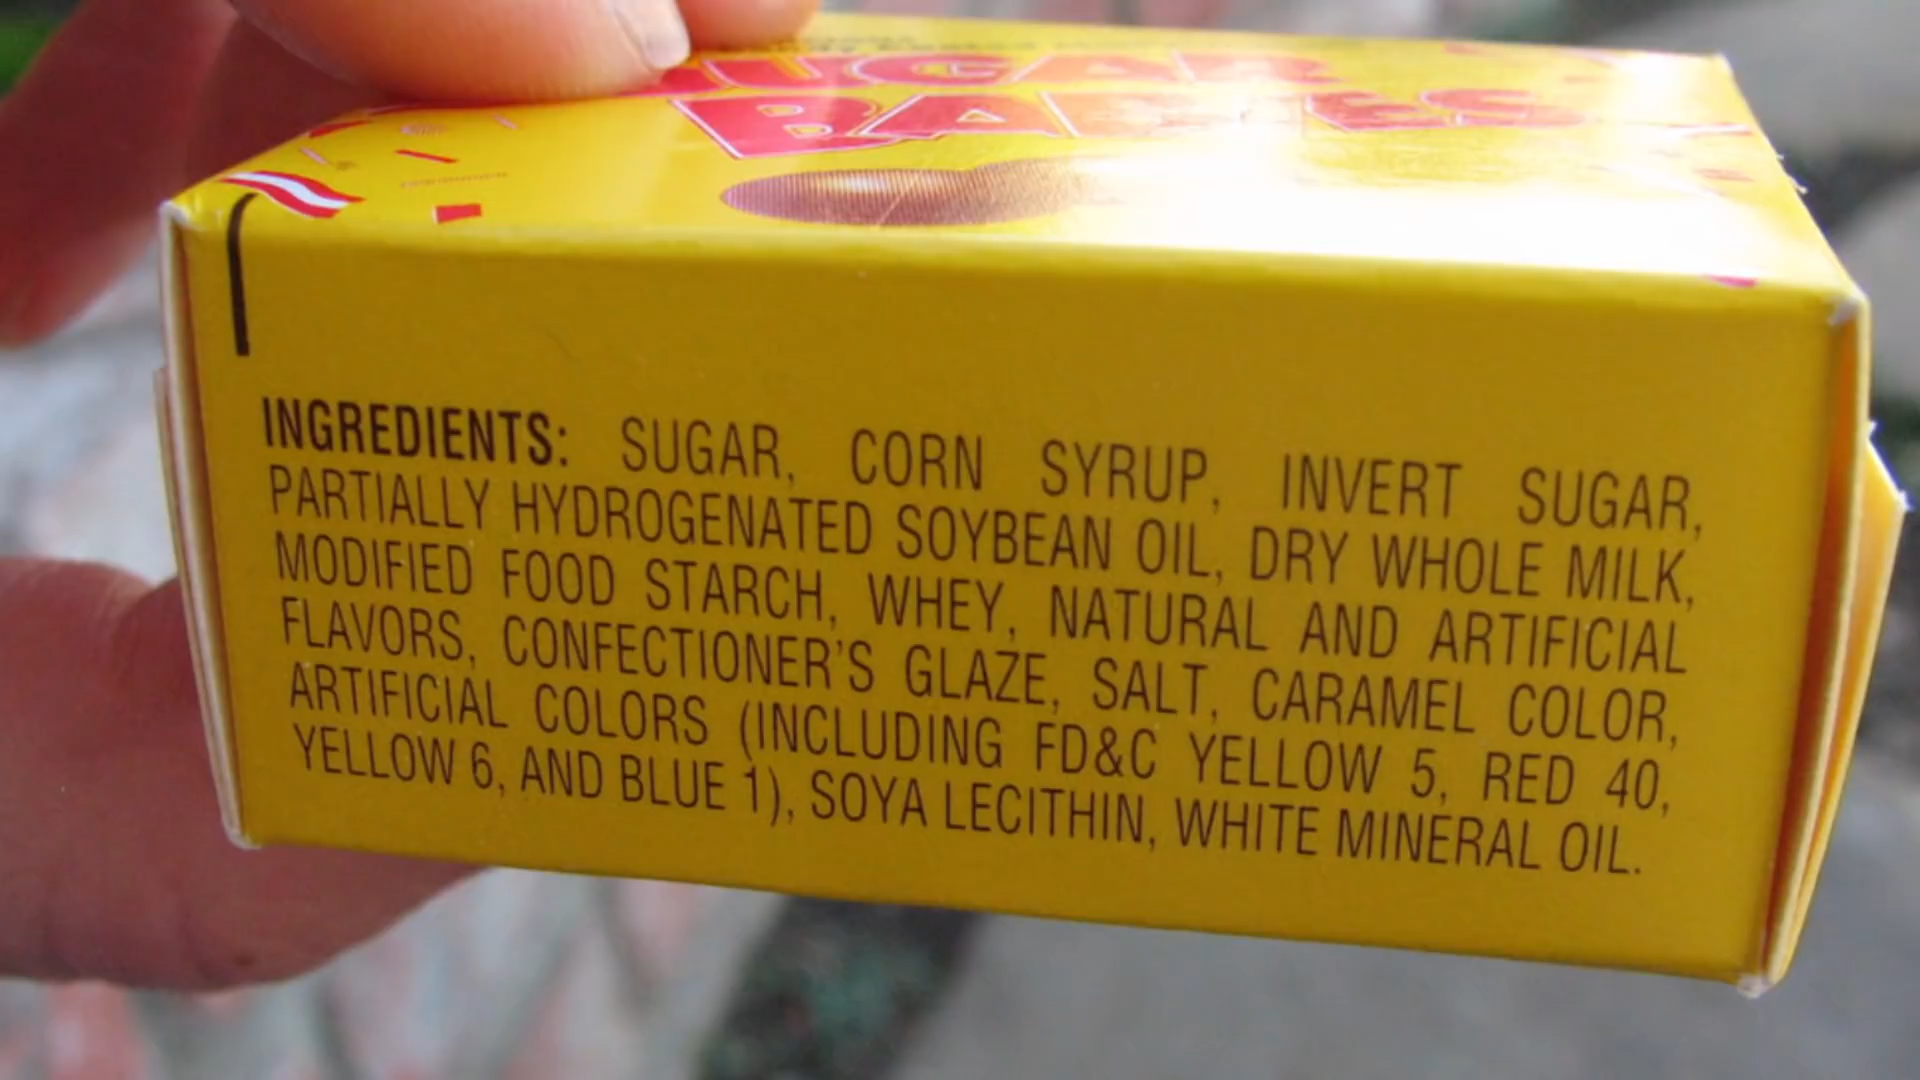 SUGAR
BABIES
INGREDIENTS: SUGAR, CORN SYRUP, INVERT SUGAR,
PARTIALLY HYDROGENATED SOYBEAN OIL, DRY WHOLE MILK,
MODIFIED FOOD STARCH, WHEY, NATURAL AND ARTIFICIAL
FLAVORS, CONFECTIONER'S GLAZE, SALT, CARAMEL COLOR,
ARTIFICIAL COLORS (INCLUDING FD&C YELLOW 5, RED 40,
YELLOW 6, AND BLUE 1), SOYA LECITHIN, WHITE MINERAL OIL.